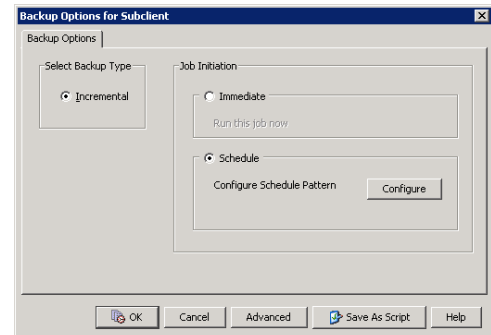 Backup Options for Subclient
Backup Options
Select Backup Type
Incremental
Job Initiation
Immediate
Run this job now
Schedule
Configure Schedule Pattern
Configure
OK
Cancel
Advanced
Save As Script
Help